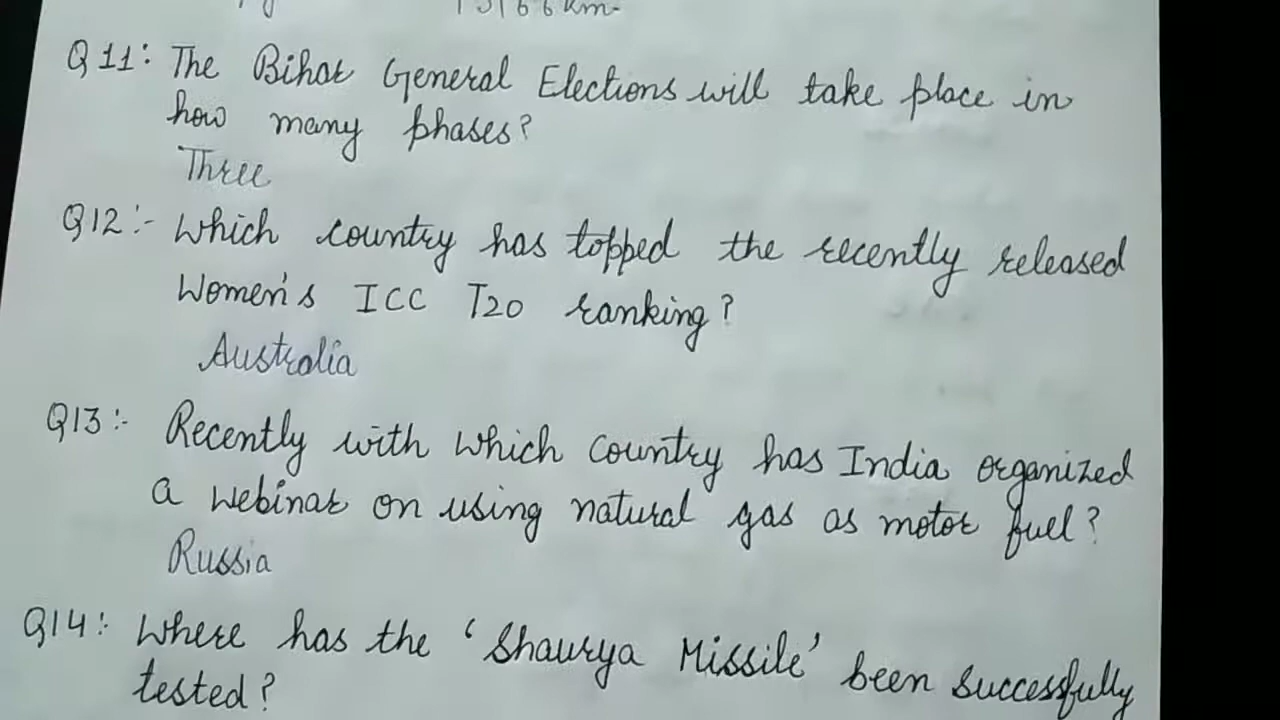 13166 km.
Q11: The Bihar General Elections will take place in
how many phases?
Three
Q12:- Which country has topped the recently released
Women's ICC T20 ranking?
Australia
Q13:- Recently with which country has India organized
a webinar on using natural gas as motor fuel?
Russia
Q14:- Where has the 'Shaurya Missile' been successfully
tested?